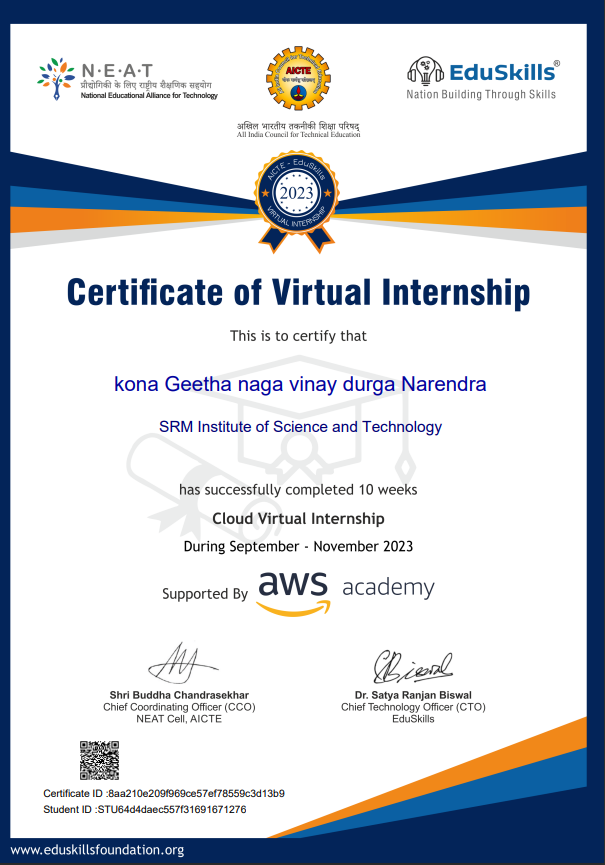 N·E·A·T
प्रौद्योगिकी के लिए राष्ट्रीय शैक्षणिक सहयोग
National Educational Alliance for Technology
AICTE
अखिल भारतीय तकनीकी शिक्षा परिषद्
All India Council for Technical Education
EduSkills®
Nation Building Through Skills
AICTE - EduSkills
2023
VIRTUAL INTERNSHIP
Certificate of Virtual Internship
This is to certify that
kona Geetha naga vinay durga Narendra
SRM Institute of Science and Technology
has successfully completed 10 weeks
Cloud Virtual Internship
During September - November 2023
Supported By aws academy
Shri Buddha Chandrasekhar
Chief Coordinating Officer (CCO)
NEAT Cell, AICTE
Dr. Satya Ranjan Biswal
Chief Technology Officer (CTO)
EduSkills
Certificate ID :8aa210e209f969ce57ef78559c3d13b9
Student ID :STU64d4daec557f31691671276
www.eduskillsfoundation.org